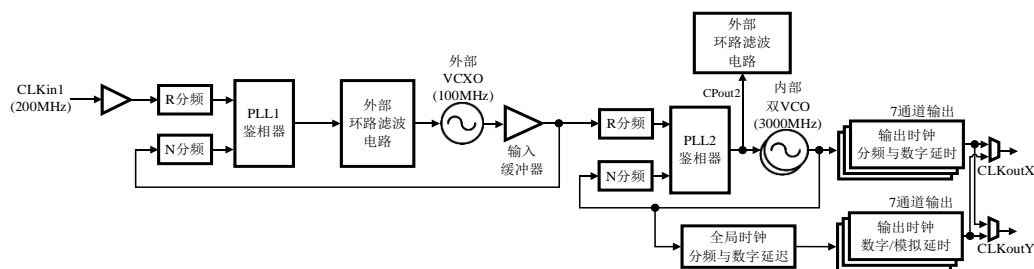 CLKin1
(200MHz)
R分频
N分频
PLL1
鉴相器
外部
环路滤波
电路
外部
VCXO
(100MHz)
输入
缓冲器
R分频
N分频
PLL2
鉴相器
外部
环路滤波
电路
CPout2
内部
双VCO
(3000MHz)
7通道输出
输出时钟
分频与数字延时
CLKoutX
7通道输出
全局时钟
分频与数字延迟
输出时钟
数字/模拟延时
CLKoutY